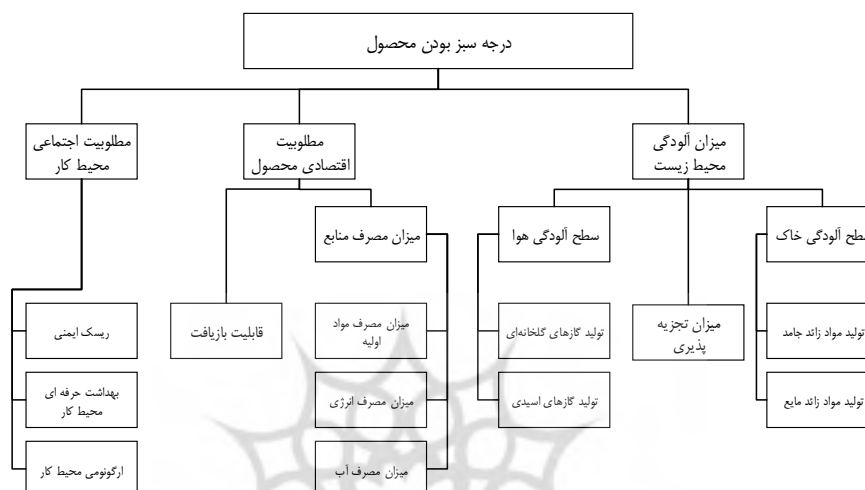 درجه سبز بودن محصول
میزان آلودگی
محیط زیست
مطلوبیت
اقتصادی محصول
مطلوبیت اجتماعی
محیط کار
سطح آلودگی خاک
سطح آلودگی هوا
میزان مصرف منابع
تولید مواد زائد جامد
میزان تجزیه
پذیری
تولید گازهای گلخانه‌ای
میزان مصرف مواد
اولیه
قابلیت بازیافت
ریسک ایمنی
تولید مواد زائد مایع
تولید گازهای اسیدی
میزان مصرف انرژی
بهداشت حرفه ای
محیط کار
میزان مصرف آب
ارگونومی محیط کار